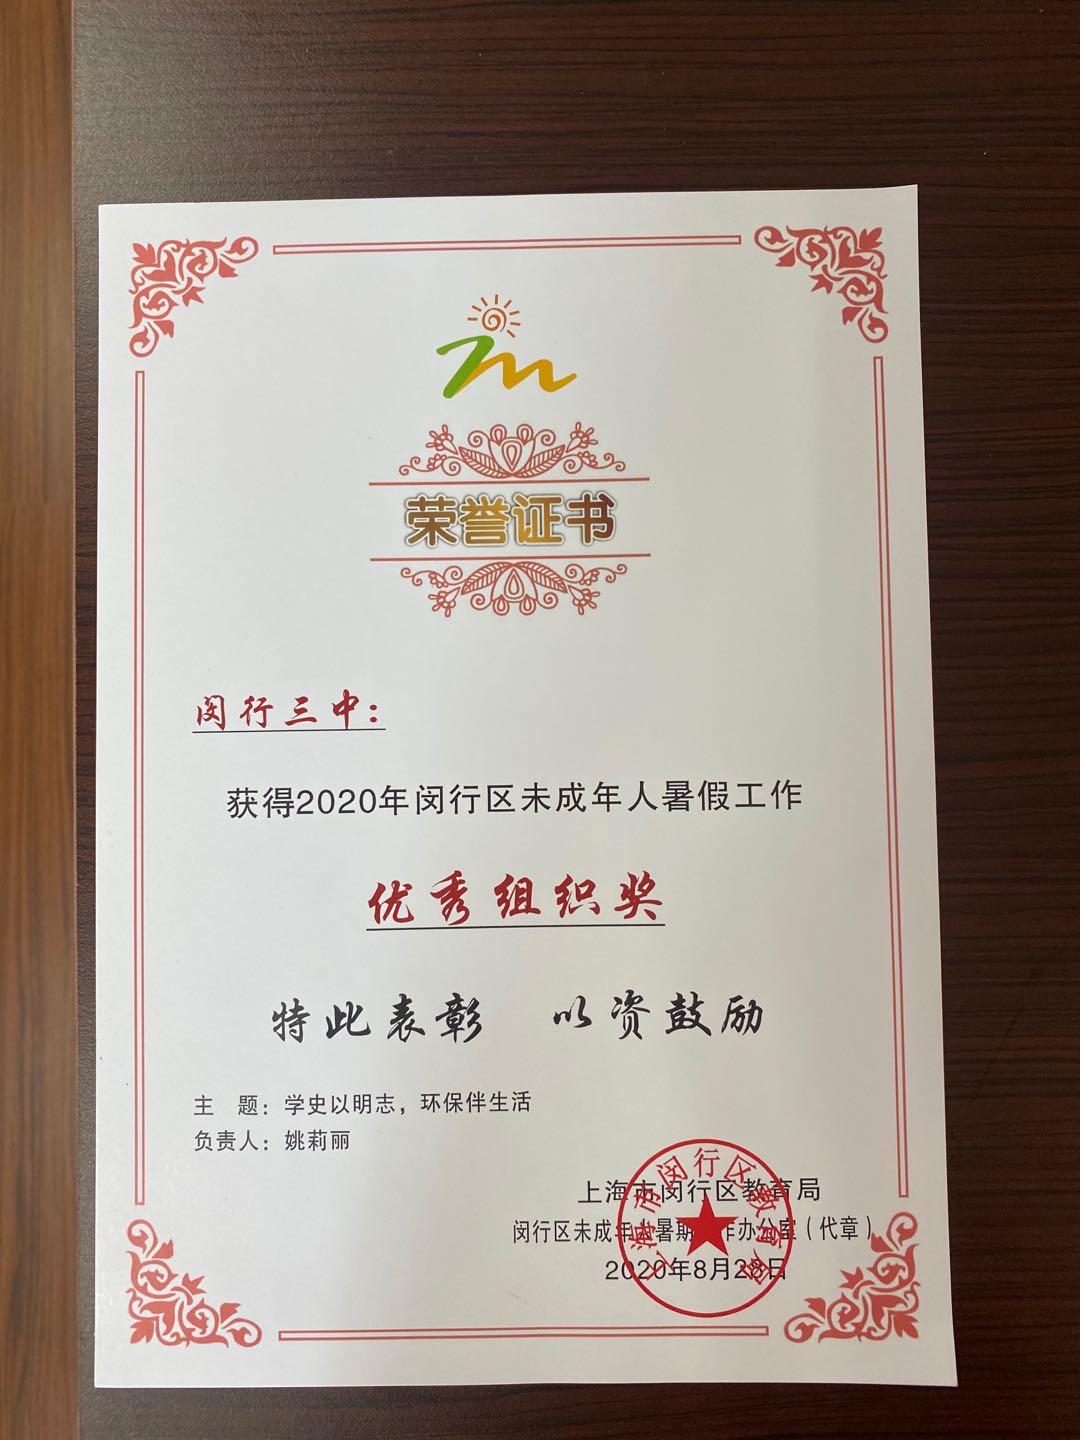 荣誉证书
闵行三中：
获得2020年闵行区未成年人暑假工作
优秀组织奖
特此表彰 以资鼓励
主 题：学史以明志，环保伴生活
负责人：姚莉丽
上海市闵行区教育局
闵行区未成年人暑期工作办公室（代章）
2020年8月28日
上海市闵行区教育局